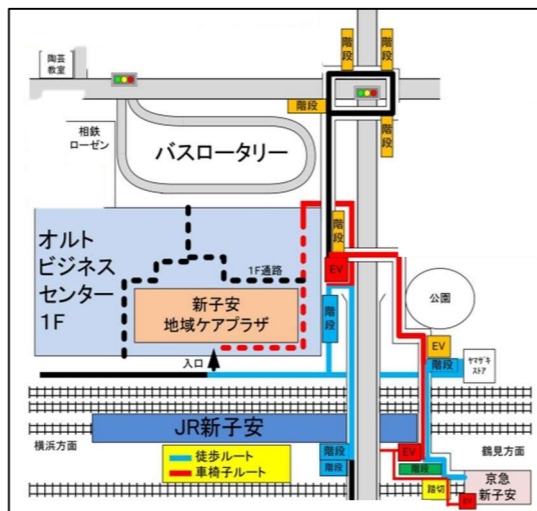 階段
階段
陶芸
教室
階段
相鉄
ローゼン
バスロータリー
階段
階段
オルト
ビジネス
センター
1F
1F通路
EV
公園
新子安
地域ケアプラザ
階段
EV
階段
ヤマザキ
ストア
入口
JR新子安
横浜方面
鶴見方面
階段
階段
EV
階段
徒歩ルート
車椅子ルート
踏切
京急
新子安
EV